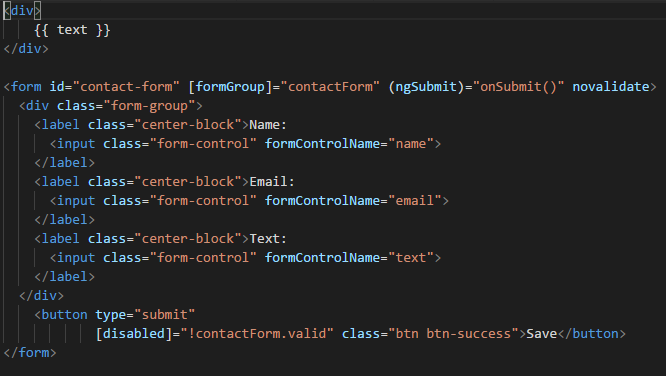 <div>
    {{ text }}
</div>

<form id="contact-form" [formGroup]="contactForm" (ngSubmit)="onSubmit()" novalidate>
  <div class="form-group">
    <label class="center-block">Name:
      <input class="form-control" formControlName="name">
    </label>
    <label class="center-block">Email:
      <input class="form-control" formControlName="email">
    </label>
    <label class="center-block">Text:
      <input class="form-control" formControlName="text">
    </label>
  </div>
    <button type="submit"
            [disabled]="!contactForm.valid" class="btn btn-success">Save</button>
</form>